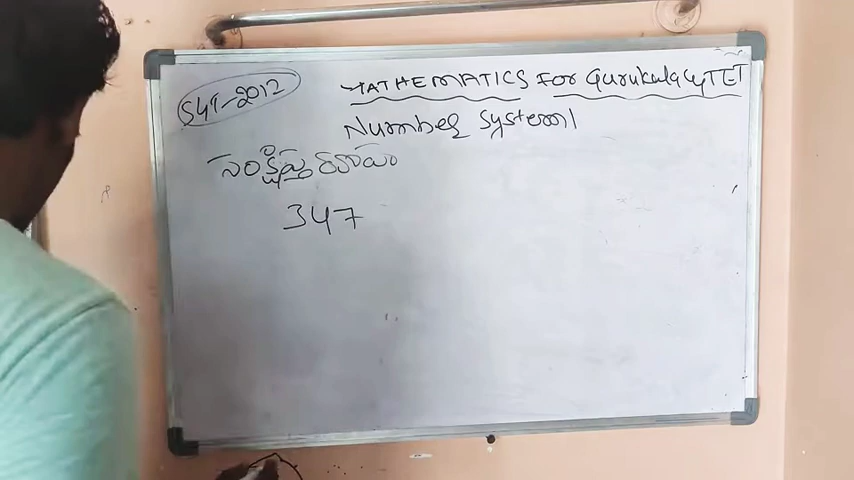 SGT-2012
MATHEMATICS FOR Gurukula, TET
Number System
సంక్షిప్త రూపం
347